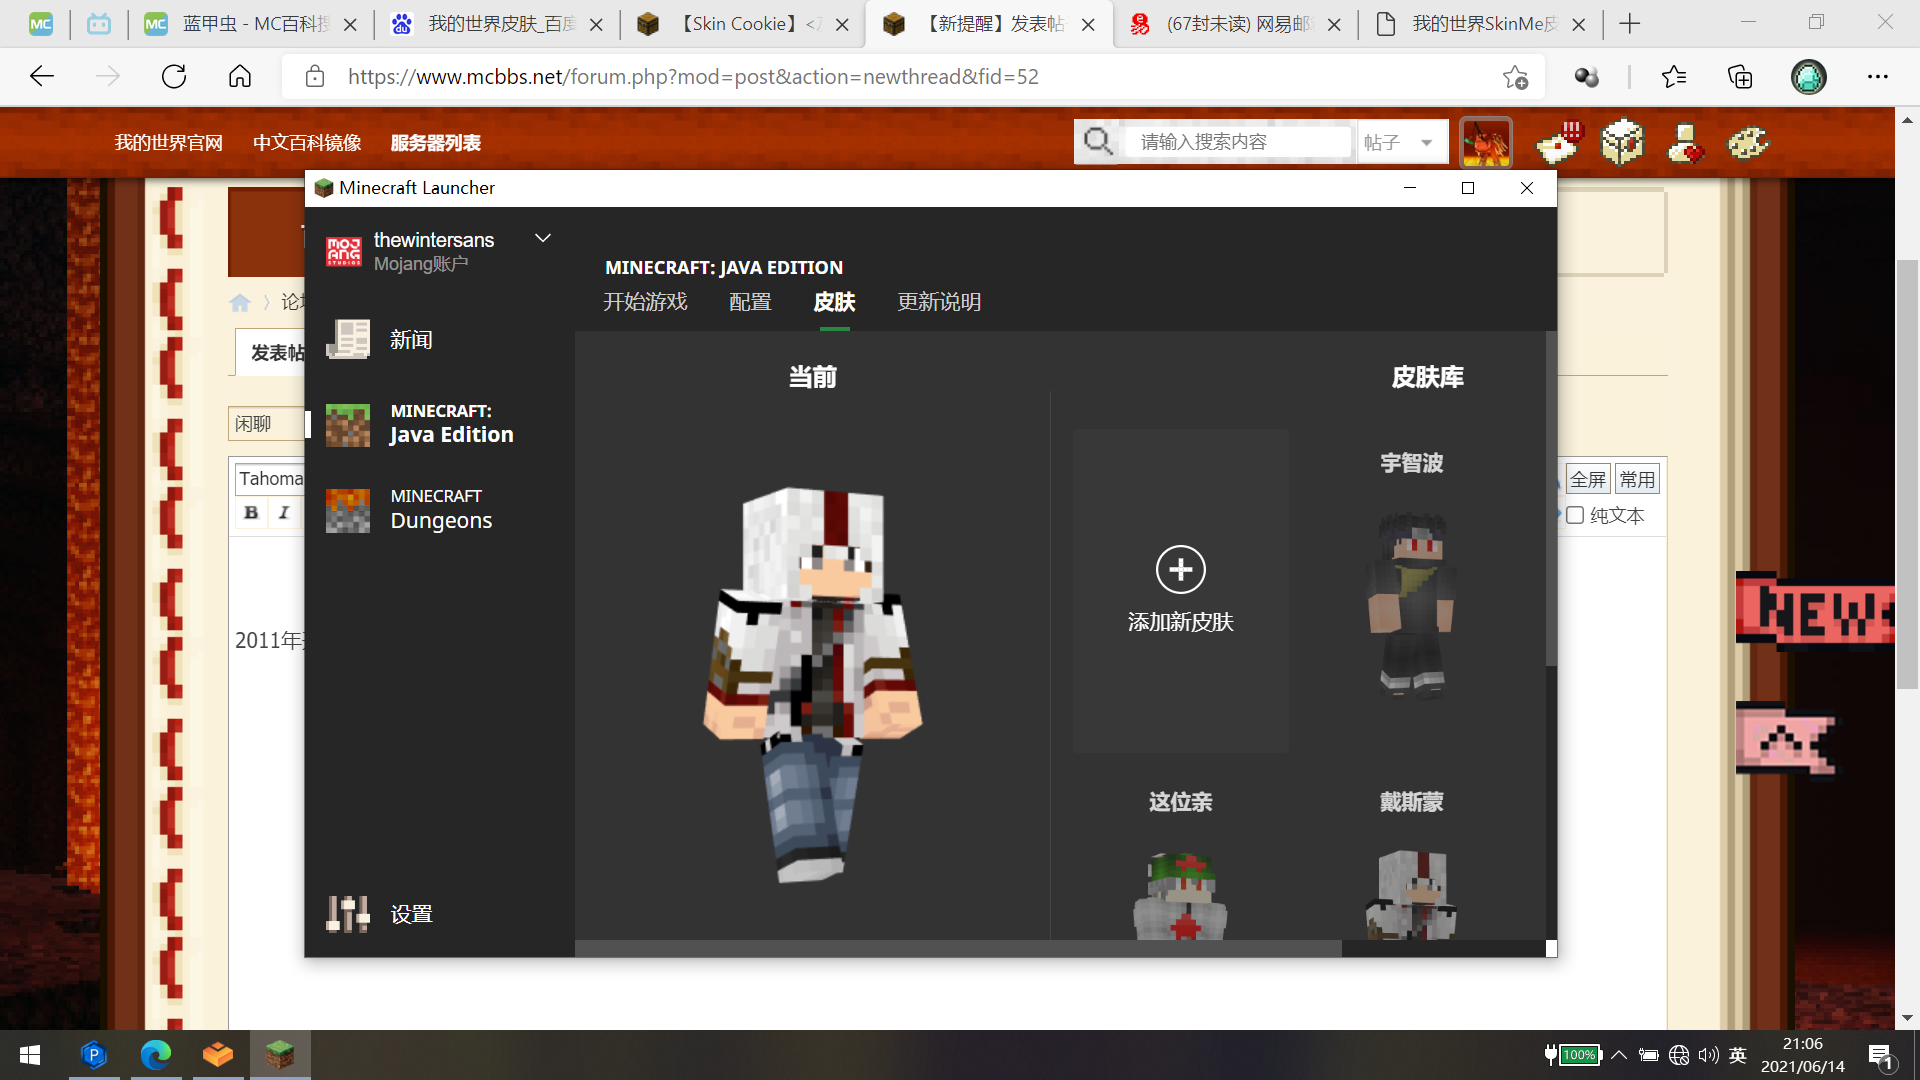 MC
MC 蓝甲虫 - MC百科搜
我的世界皮肤_百度
【Skin Cookie】
【新提醒】发表帖
(67封未读) 网易邮
我的世界SkinMe皮
https://www.mcbbs.net/forum.php?mod=post&action=newthread&fid=52
我的世界官网 中文百科镜像 服务器列表
请输入搜索内容 帖子
Minecraft Launcher
MOJANG STUDIOS
thewintersans
Mojang账户
MINECRAFT: JAVA EDITION
开始游戏 配置 皮肤 更新说明
新闻
MINECRAFT:
Java Edition
MINECRAFT
Dungeons
设置
当前
皮肤库
添加新皮肤
宇智波
这位亲
戴斯蒙
论坛
发表帖
闲聊
Tahoma
B I
全屏 常用
纯文本
2011年
NEW
P
100%
英
21:06
2021/06/14
1